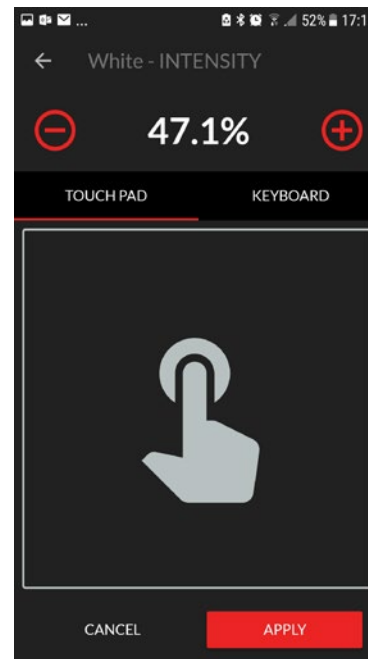 ... 52% 17:1
White - INTENSITY
47.1%
TOUCH PAD KEYBOARD
CANCEL APPLY